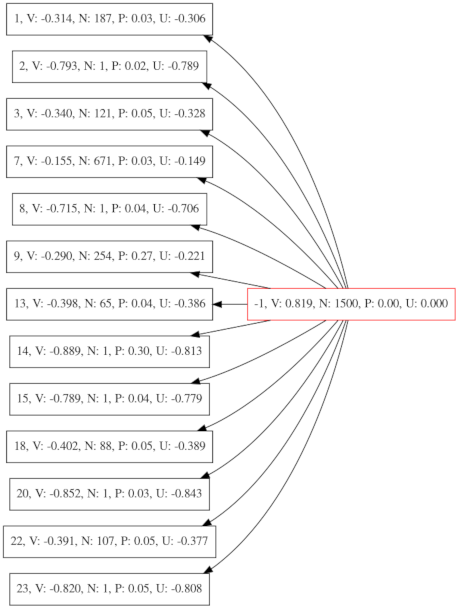 1, V: -0.314, N: 187, P: 0.03, U: -0.306
2, V: -0.793, N: 1, P: 0.02, U: -0.789
3, V: -0.340, N: 121, P: 0.05, U: -0.328
7, V: -0.155, N: 671, P: 0.03, U: -0.149
8, V: -0.715, N: 1, P: 0.04, U: -0.706
9, V: -0.290, N: 254, P: 0.27, U: -0.221
13, V: -0.398, N: 65, P: 0.04, U: -0.386
-1, V: 0.819, N: 1500, P: 0.00, U: 0.000
14, V: -0.889, N: 1, P: 0.30, U: -0.813
15, V: -0.789, N: 1, P: 0.04, U: -0.779
18, V: -0.402, N: 88, P: 0.05, U: -0.389
20, V: -0.852, N: 1, P: 0.03, U: -0.843
22, V: -0.391, N: 107, P: 0.05, U: -0.377
23, V: -0.820, N: 1, P: 0.05, U: -0.808